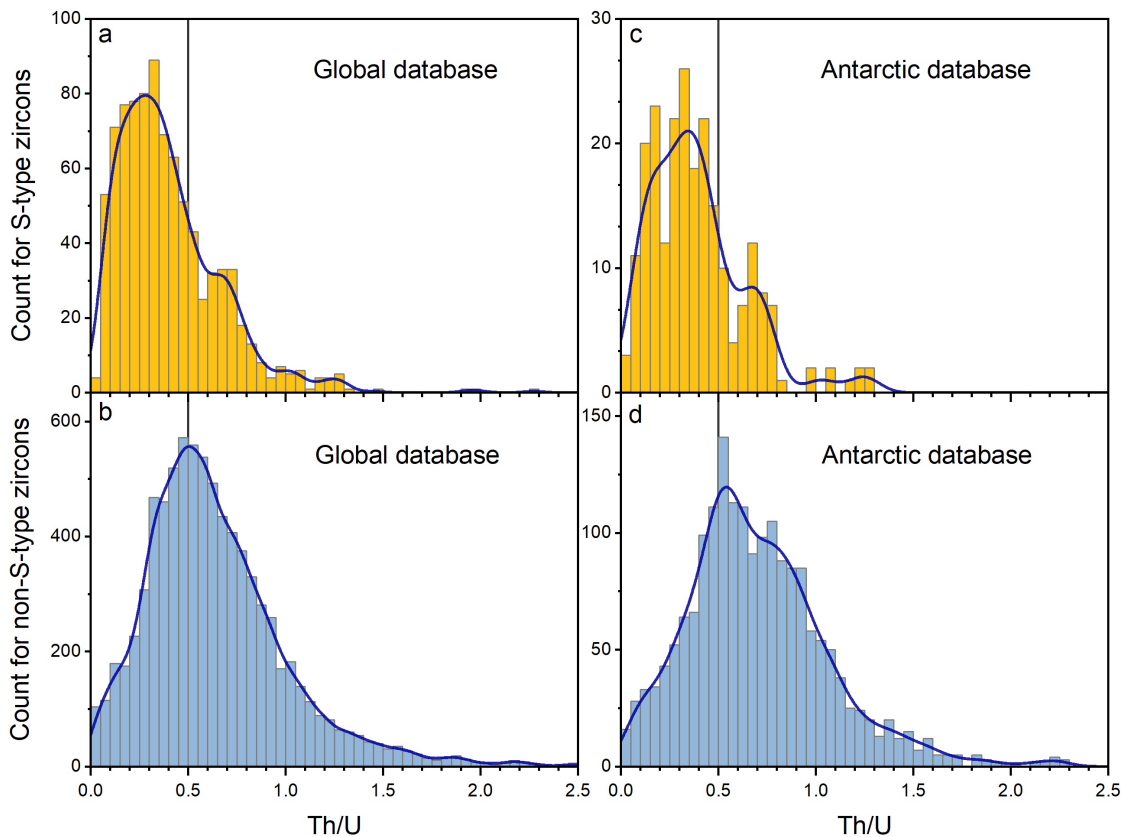 a
Global database
Count for S-type zircons
100
80
60
40
20
0
c
Antarctic database
30
20
10
0
b
Global database
Count for non-S-type zircons
600
400
200
0
0.0 0.5 1.0 1.5 2.0 2.5
Th/U
d
Antarctic database
150
100
50
0
0.0 0.5 1.0 1.5 2.0 2.5
Th/U